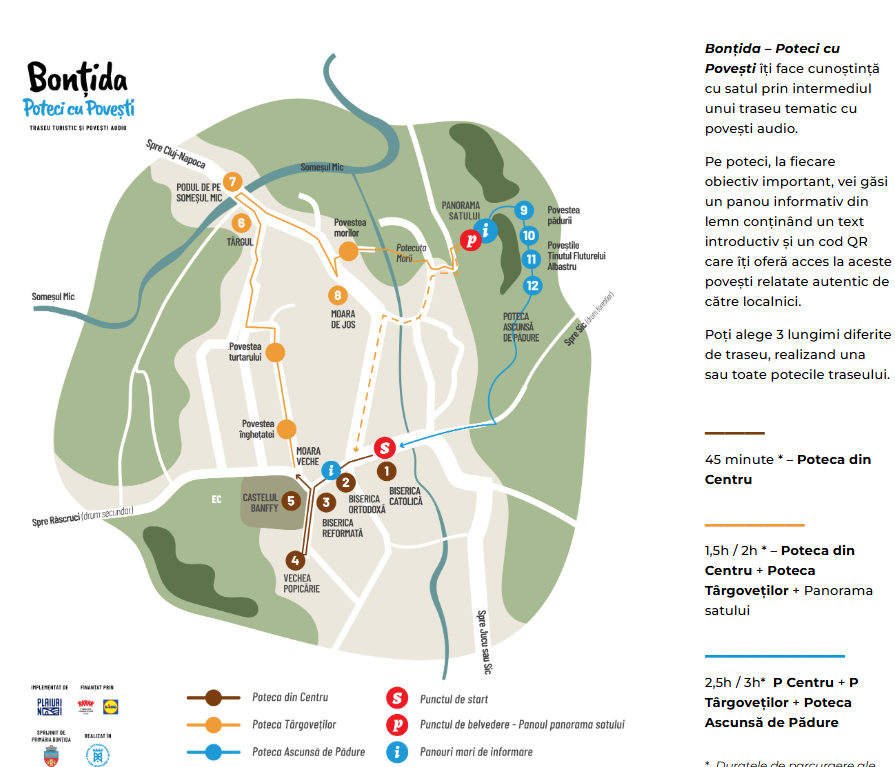 Bonțida
Poteci cu Povești
TRASEU TURISTIC ȘI POVEȘTI AUDIO
Spre Cluj-Napoca
Someșul Mic
7
PODUL DE PE
SOMEȘUL MIC
6
TÂRGUL
Povestea
morilor
Potecuța
Morii
PANORAMA
SATULUI
p
i
9
Povestea
pădurii
10
Poveștile
Ținutul Fluturelui
Albastru
11
12
Someșul Mic
8
MOARA
DE JOS
POTECA
ASCUNSĂ
DE PĂDURE
Spre Sic (drum familiar)
Povestea
turtarului
Povestea
înghețatei
MOARA
VECHE
i
S
1
BISERICA
CATOLICĂ
2
BISERICA
ORTODOXĂ
EC
CASTELUL
BANFFY
5
3
BISERICA
REFORMATĂ
Spre Răscruci (drum secundar)
4
VECHEA
POPICĂRIE
Spre Jucu sau Sic
IMPLEMENTAT DE
FINANȚAT PRIN
PLAIURI
SPRIJINIT DE
PRIMĂRIA BONȚIDA
REALIZAT ÎN
Poteca din Centru
Poteca Târgoveților
Poteca Ascunsă de Pădure
S
Punctul de start
p
Punctul de belvedere - Panoul panorama satului
i
Panouri mari de informare
Bonțida – Poteci cu
Povești îți face cunoștință
cu satul prin intermediul
unui traseu tematic cu
povești audio.
Pe poteci, la fiecare
obiectiv important, vei găsi
un panou informativ din
lemn conținând un text
introductiv și un cod QR
care îți oferă acces la aceste
povești relatate autentic de
către localnici.
Poți alege 3 lungimi diferite
de traseu, realizand una
sau toate potecile traseului.
45 minute * – Poteca din
Centru
1,5h / 2h * – Poteca din
Centru + Poteca
Târgoveților + Panorama
satului
2,5h / 3h* P Centru + P
Târgoveților + Poteca
Ascunsă de Pădure
* Duratele de parcurgere ale